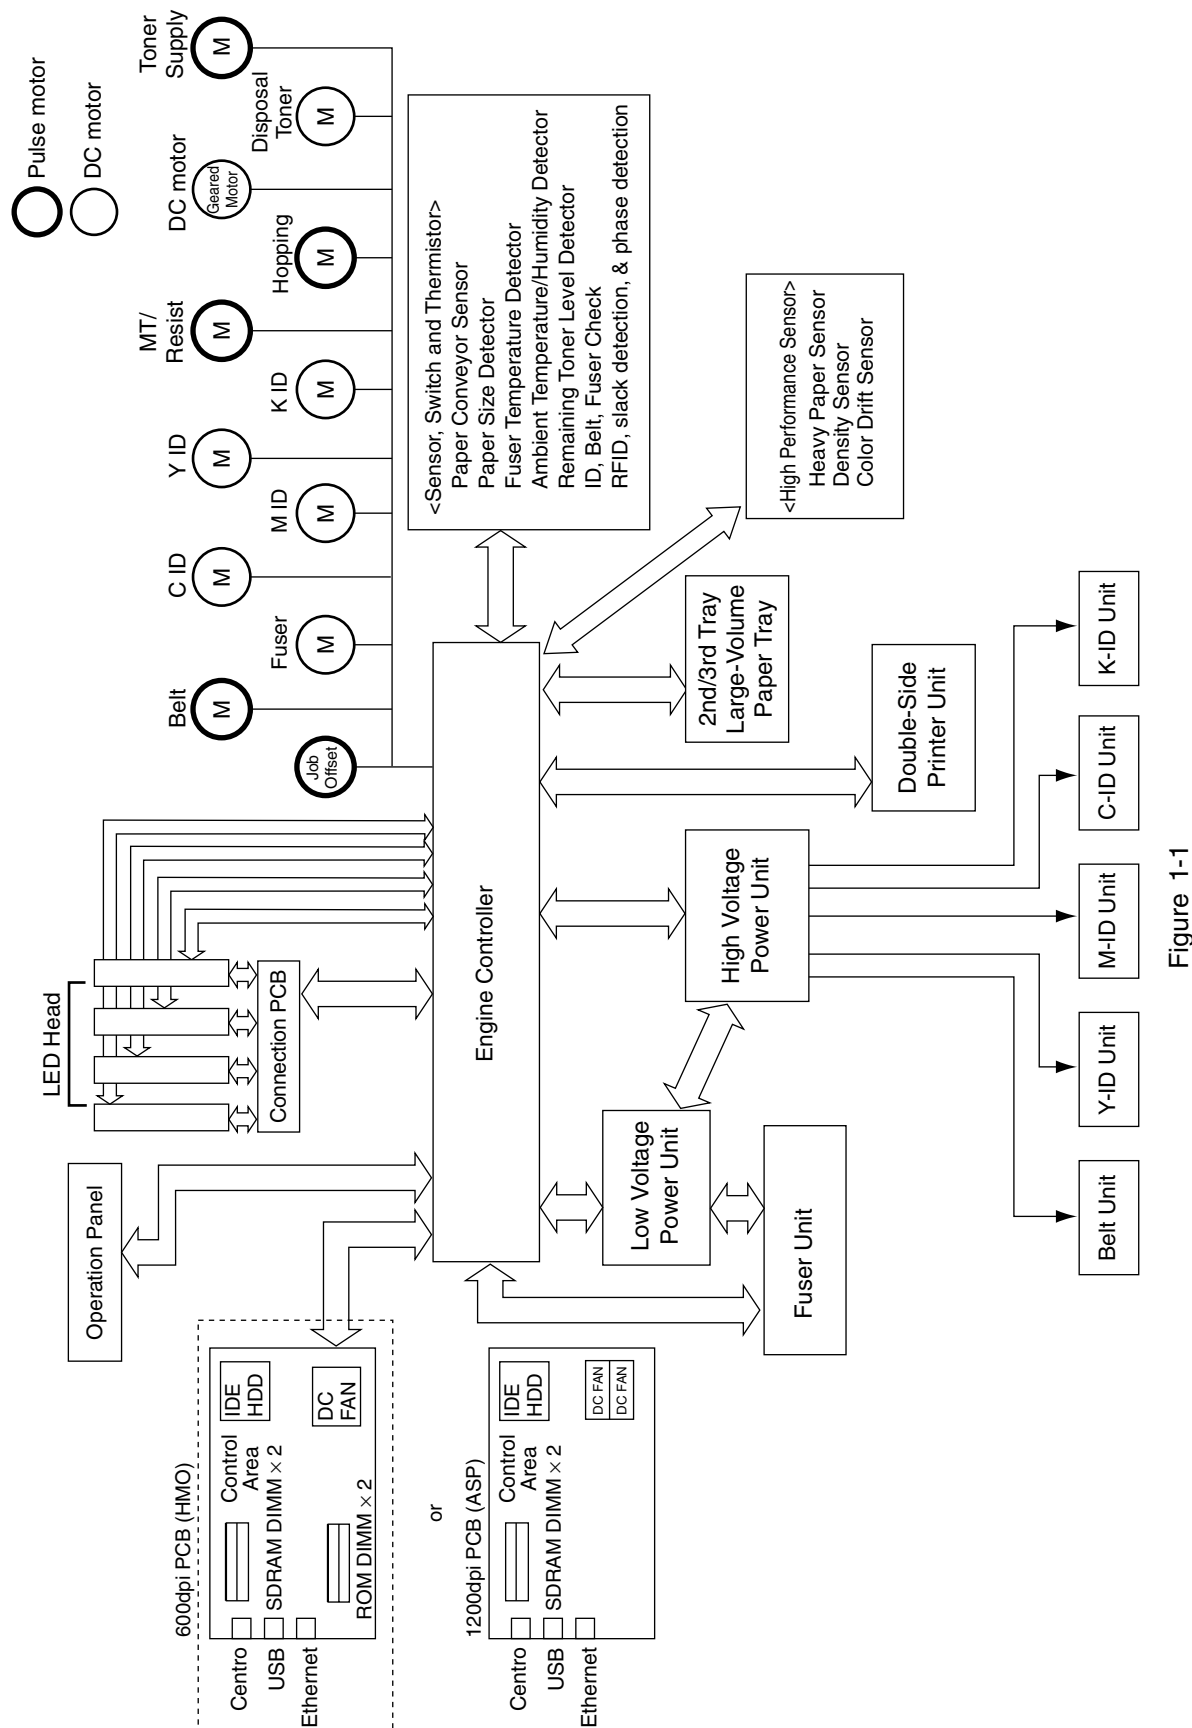 Pulse motor
DC motor
Toner
Supply
M
Disposal
Toner
M
DC motor
Geared
Motor
Hopping
M
MT/
Resist
M
K ID
M
Y ID
M
M ID
M
C ID
M
Fuser
M
Belt
M
Job
Offset
<Sensor, Switch and Thermistor>
Paper Conveyor Sensor
Paper Size Detector
Fuser Temperature Detector
Ambient Temperature/Humidity Detector
Remaining Toner Level Detector
ID, Belt, Fuser Check
RFID, slack detection, & phase detection
<High Performance Sensor>
Heavy Paper Sensor
Density Sensor
Color Drift Sensor
LED Head
Connection PCB
Operation Panel
Engine Controller
2nd/3rd Tray
Large-Volume
Paper Tray
Double-Side
Printer Unit
High Voltage
Power Unit
Low Voltage
Power Unit
Fuser Unit
600dpi PCB (HMO)
Centro
USB
Ethernet
Control
Area
SDRAM DIMM × 2
ROM DIMM × 2
IDE
HDD
DC
FAN
or
1200dpi PCB (ASP)
Centro
USB
Ethernet
Control
Area
SDRAM DIMM × 2
IDE
HDD
DC FAN
DC FAN
Belt Unit
Y-ID Unit
M-ID Unit
C-ID Unit
K-ID Unit
Figure 1-1